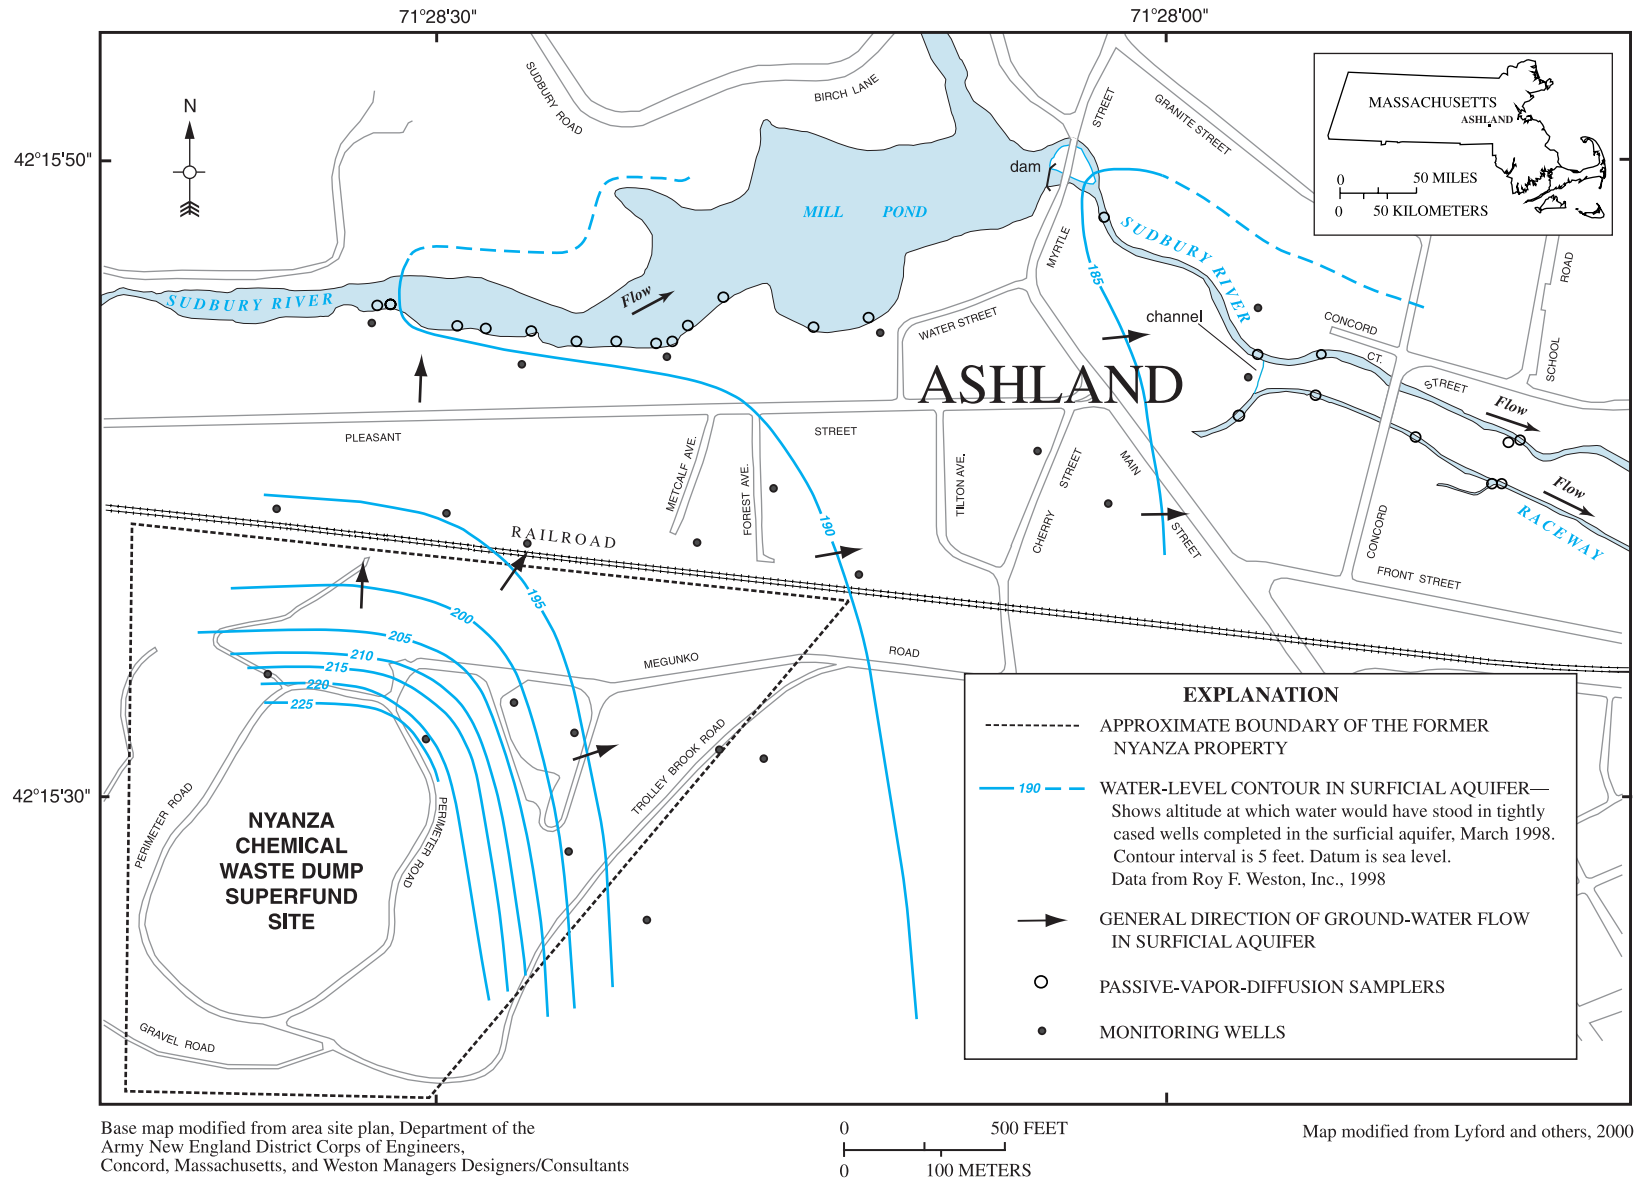 71°28'30"
71°28'00"
42°15'50"
42°15'30"
N
SUDBURY ROAD
BIRCH LANE
STREET
GRANITE STREET
MASSACHUSETTS
ASHLAND
0 50 MILES
0 50 KILOMETERS
dam
MILL POND
SUDBURY RIVER
MYRTLE
185
SUDBURY RIVER
Flow
channel
WATER STREET
CONCORD
CT.
STREET
ROAD
SCHOOL
ASHLAND
Flow
PLEASANT
STREET
METCALF AVE.
FOREST AVE.
TILTON AVE.
CHERRY
STREET
MAIN
STREET
CONCORD
Flow
RACEWAY
FRONT STREET
RAILROAD
190
195
200
205
210
215
220
225
MEGUNKO
ROAD
TROLLEY BROOK ROAD
PERIMETER ROAD
PERIMETER ROAD
NYANZA
CHEMICAL
WASTE DUMP
SUPERFUND
SITE
GRAVEL ROAD
EXPLANATION
APPROXIMATE BOUNDARY OF THE FORMER
NYANZA PROPERTY
190
WATER-LEVEL CONTOUR IN SURFICIAL AQUIFER—
Shows altitude at which water would have stood in tightly
cased wells completed in the surficial aquifer, March 1998.
Contour interval is 5 feet. Datum is sea level.
Data from Roy F. Weston, Inc., 1998
GENERAL DIRECTION OF GROUND-WATER FLOW
IN SURFICIAL AQUIFER
PASSIVE-VAPOR-DIFFUSION SAMPLERS
MONITORING WELLS
Base map modified from area site plan, Department of the
Army New England District Corps of Engineers,
Concord, Massachusetts, and Weston Managers Designers/Consultants
0 500 FEET
0 100 METERS
Map modified from Lyford and others, 2000